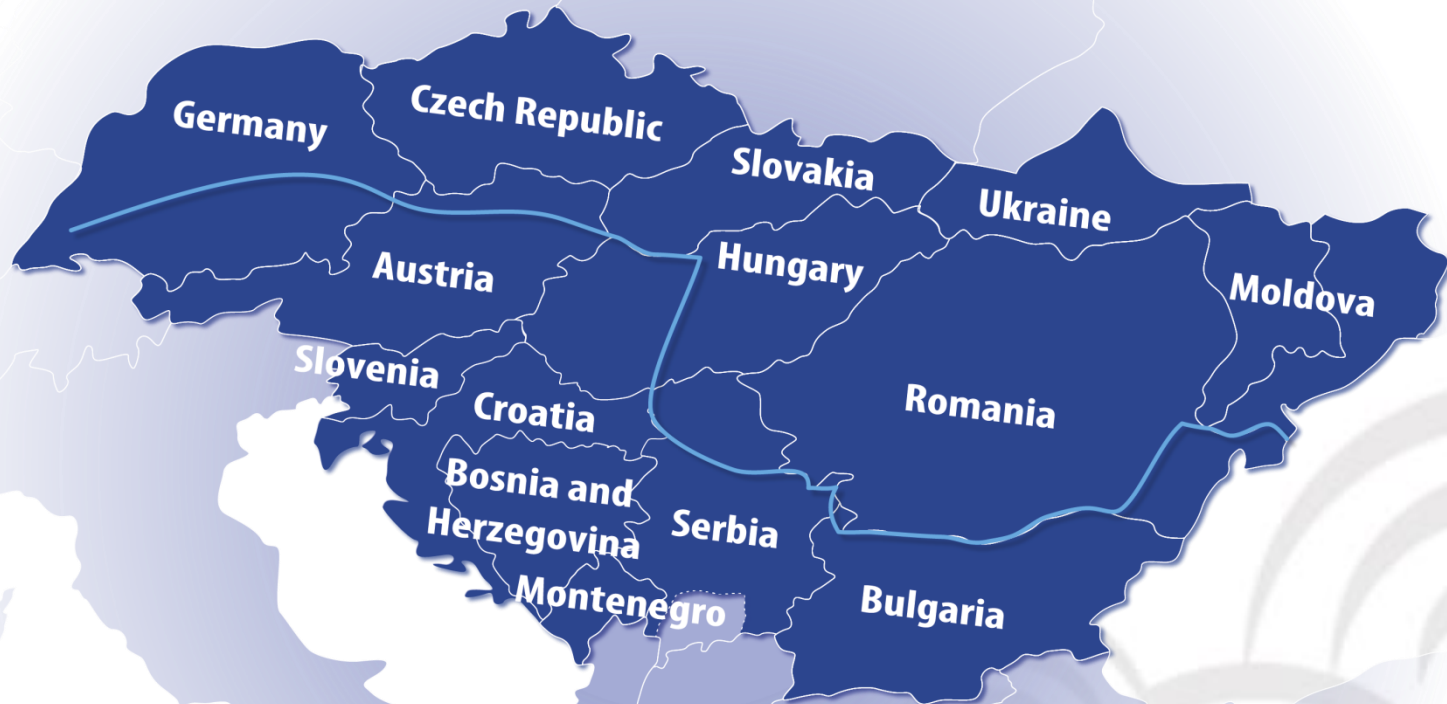 Germany
Czech Republic
Slovakia
Ukraine
Hungary
Moldova
Austria
Slovenia
Croatia
Romania
Bosnia and
Herzegovina
Serbia
Montenegro
Bulgaria